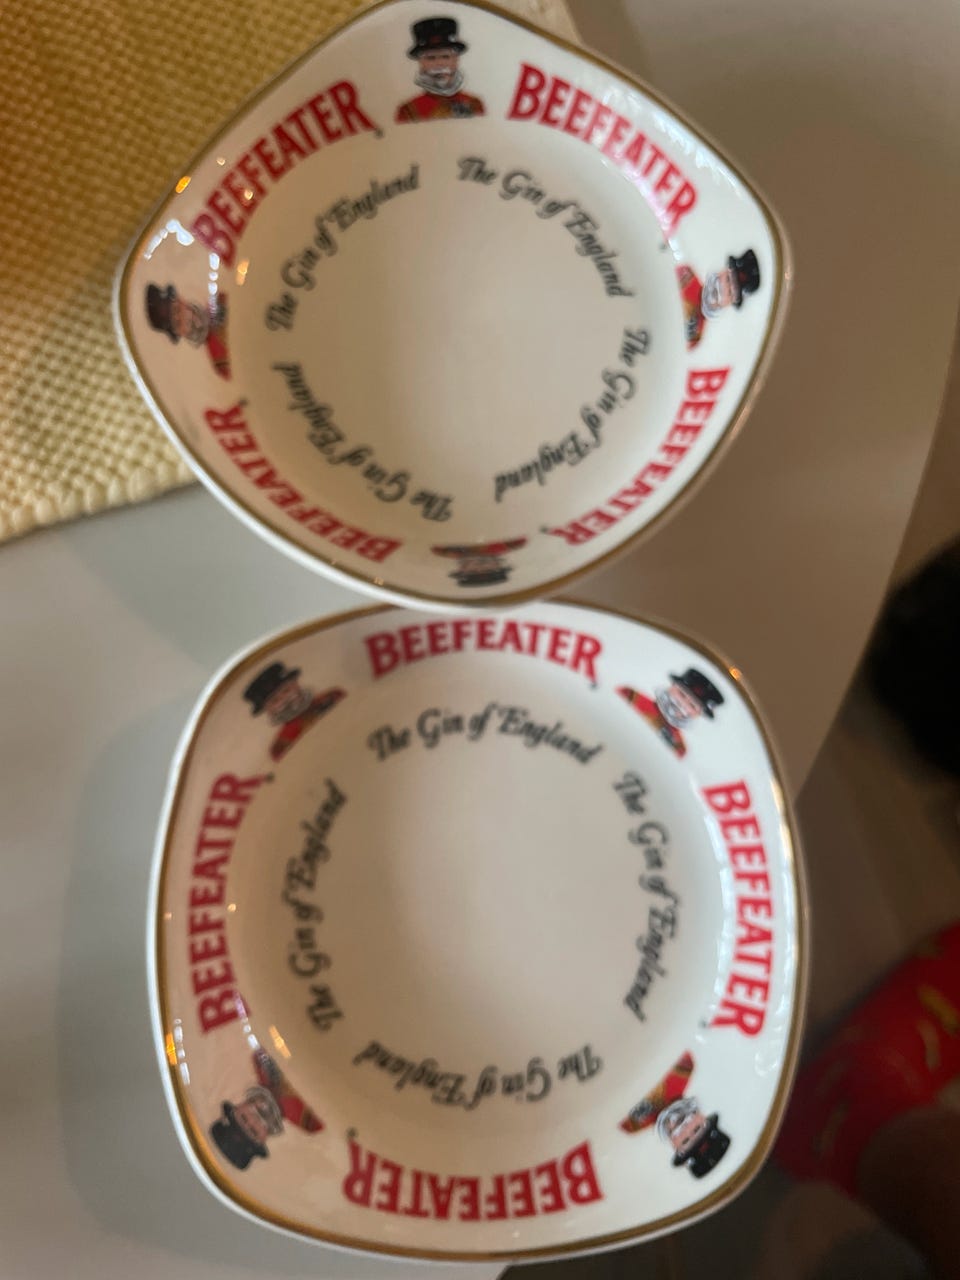 BEEFEATER
BEEFEATER
The Gin of England
The Gin of England
BEEFEATER
The Gin of England
BEEFEATER
The Gin of England
BEEFEATER
The Gin of England
BEEFEATER
The Gin of England
BEEFEATER
The Gin of England
The Gin of England
BEEFEATER